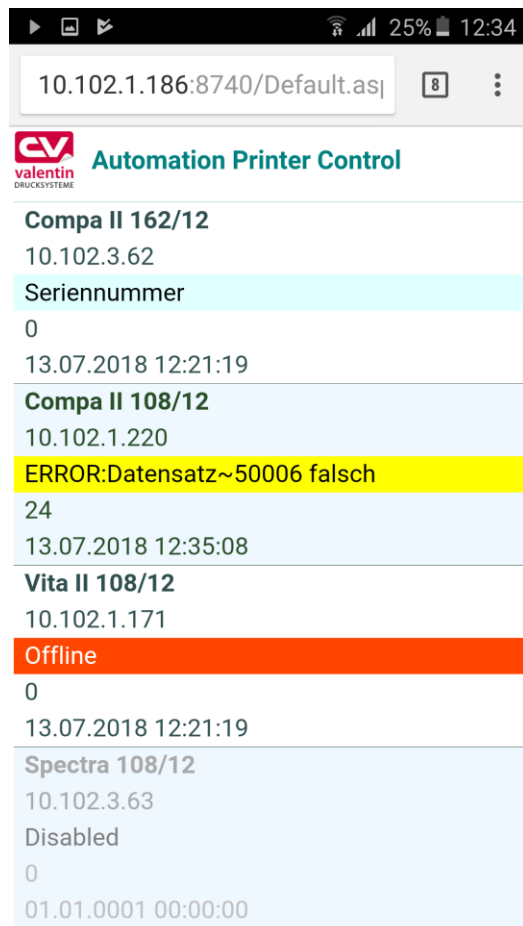 25% 12:34
10.102.1.186:8740/Default.as
8
CV
valentin
DRUCKSYSTEME
Automation Printer Control
Compa II 162/12
10.102.3.62
Seriennummer
0
13.07.2018 12:21:19
Compa II 108/12
10.102.1.220
ERROR:Datensatz~50006 falsch
24
13.07.2018 12:35:08
Vita II 108/12
10.102.1.171
Offline
0
13.07.2018 12:21:19
Spectra 108/12
10.102.3.63
Disabled
0
01.01.0001 00:00:00